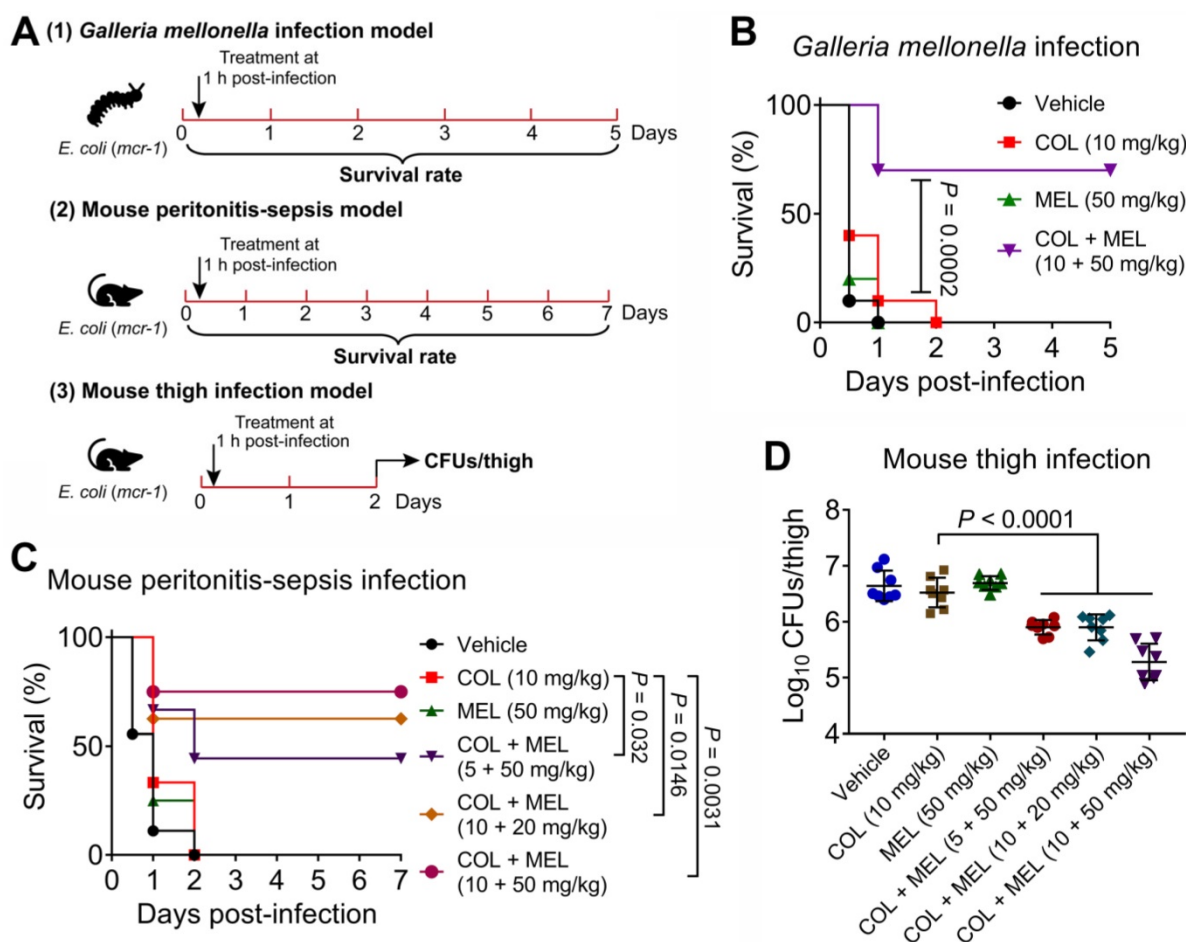 A
(1) Galleria mellonella infection model
Treatment at
1 h post-infection
E. coli (mcr-1)
0 1 2 3 4 5 Days
Survival rate
(2) Mouse peritonitis-sepsis model
Treatment at
1 h post-infection
E. coli (mcr-1)
0 1 2 3 4 5 6 7 Days
Survival rate
(3) Mouse thigh infection model
Treatment at
1 h post-infection
CFUs/thigh
E. coli (mcr-1)
0 1 2 Days
B
Galleria mellonella infection
Survival (%)
100
50
0
0 1 2 3 4 5
Days post-infection
P = 0.0002
Vehicle
COL (10 mg/kg)
MEL (50 mg/kg)
COL + MEL
(10 + 50 mg/kg)
C
Mouse peritonitis-sepsis infection
Survival (%)
100
50
0
0 1 2 3 4 5 6 7
Days post-infection
Vehicle
COL (10 mg/kg)
MEL (50 mg/kg)
COL + MEL
(5 + 50 mg/kg)
COL + MEL
(10 + 20 mg/kg)
COL + MEL
(10 + 50 mg/kg)
P = 0.032
P = 0.0146
P = 0.0031
D
Mouse thigh infection
Log10 CFUs/thigh
8
7
6
5
4
P < 0.0001
Vehicle
COL (10 mg/kg)
MEL (50 mg/kg)
COL + MEL (5 + 50 mg/kg)
COL + MEL (10 + 20 mg/kg)
COL + MEL (10 + 50 mg/kg)